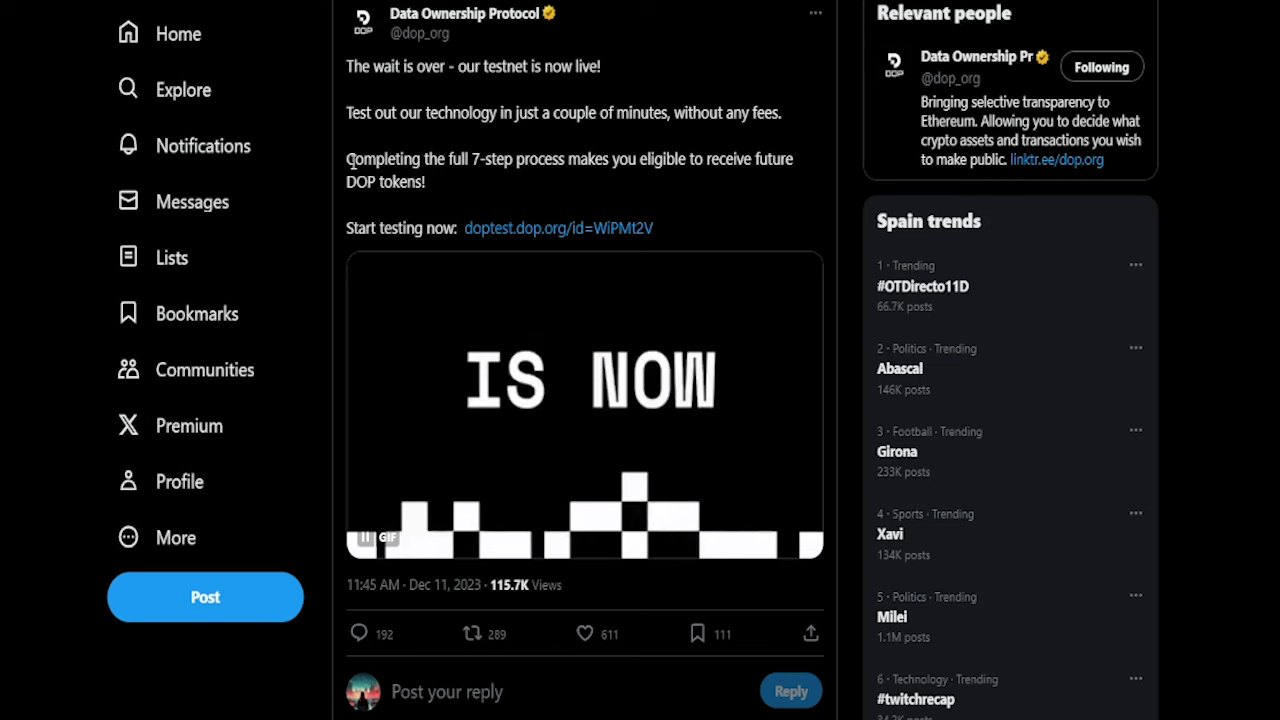 Home
Explore
Notifications
Messages
Lists
Bookmarks
Communities
Premium
Profile
More
Post
DOP
Data Ownership Protocol
@dop_org
The wait is over - our testnet is now live!
Test out our technology in just a couple of minutes, without any fees.
Completing the full 7-step process makes you eligible to receive future
DOP tokens!
Start testing now: doptest.dop.org/id=WiPMt2V
IS NOW
GIF
11:45 AM · Dec 11, 2023 · 115.7K Views
192 289 611 111
Post your reply
Reply
Relevant people
DOP
Data Ownership Pr
@dop_org
Following
Bringing selective transparency to
Ethereum. Allowing you to decide what
crypto assets and transactions you wish
to make public. linktr.ee/dop.org
Spain trends
1 · Trending
#OTDirecto11D
66.7K posts
2 · Politics · Trending
Abascal
146K posts
3 · Football · Trending
Girona
233K posts
4 · Sports · Trending
Xavi
134K posts
5 · Politics · Trending
Milei
1.1M posts
6 · Technology · Trending
#twitchrecap